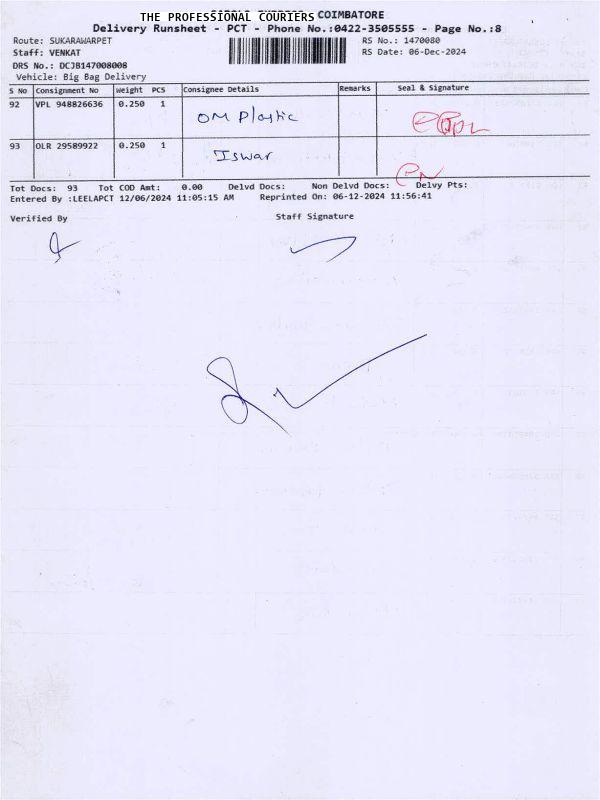 THE PROFESSIONAL COURIERS COIMBATORE
Delivery Runsheet - PCT - Phone No.:0422-3505555 - Page No.:8
Route: SUKARAWARPET RS No.: 1470080
Staff: VENKAT RS Date: 06-Dec-2024
DRS No.: DCJB147008008
Vehicle: Big Bag Delivery
S No Consignment No Weight PCS Consignee Details Remarks Seal & Signature
92 VPL 948826636 0.250 1 OM Plastic
93 OLR 29589922 0.250 1 Iswar
Tot Docs: 93 Tot COD Amt: 0.00 Delvd Docs: Non Delvd Docs: Delvy Pts:
Entered By :LEELAPCT 12/06/2024 11:05:15 AM Reprinted On: 06-12-2024 11:56:41
Verified By Staff Signature